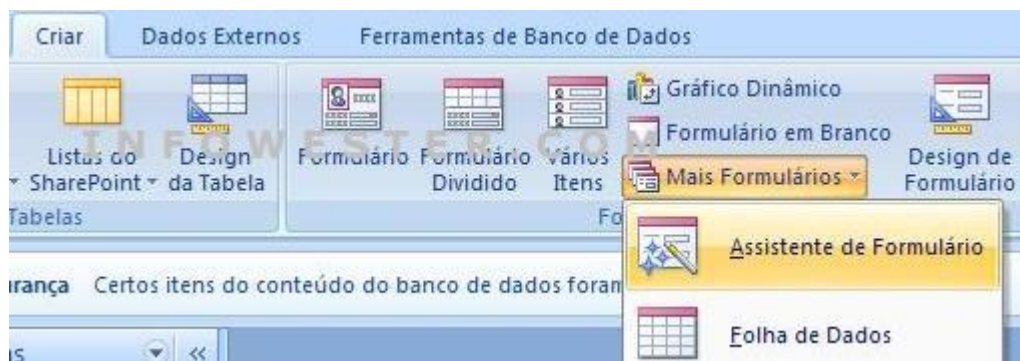 Criar Dados Externos Ferramentas de Banco de Dados
Gráfico Dinâmico
Formulário em Branco
INFOWESTER.COM
Listas do Design Formulário Formulário Vários Design de
SharePoint da Tabela Dividido Itens Mais Formulários Formulário
Tabelas Fo
Assistente de Formulário
rança Certos itens do conteúdo do banco de dados foram
Folha de Dados
as